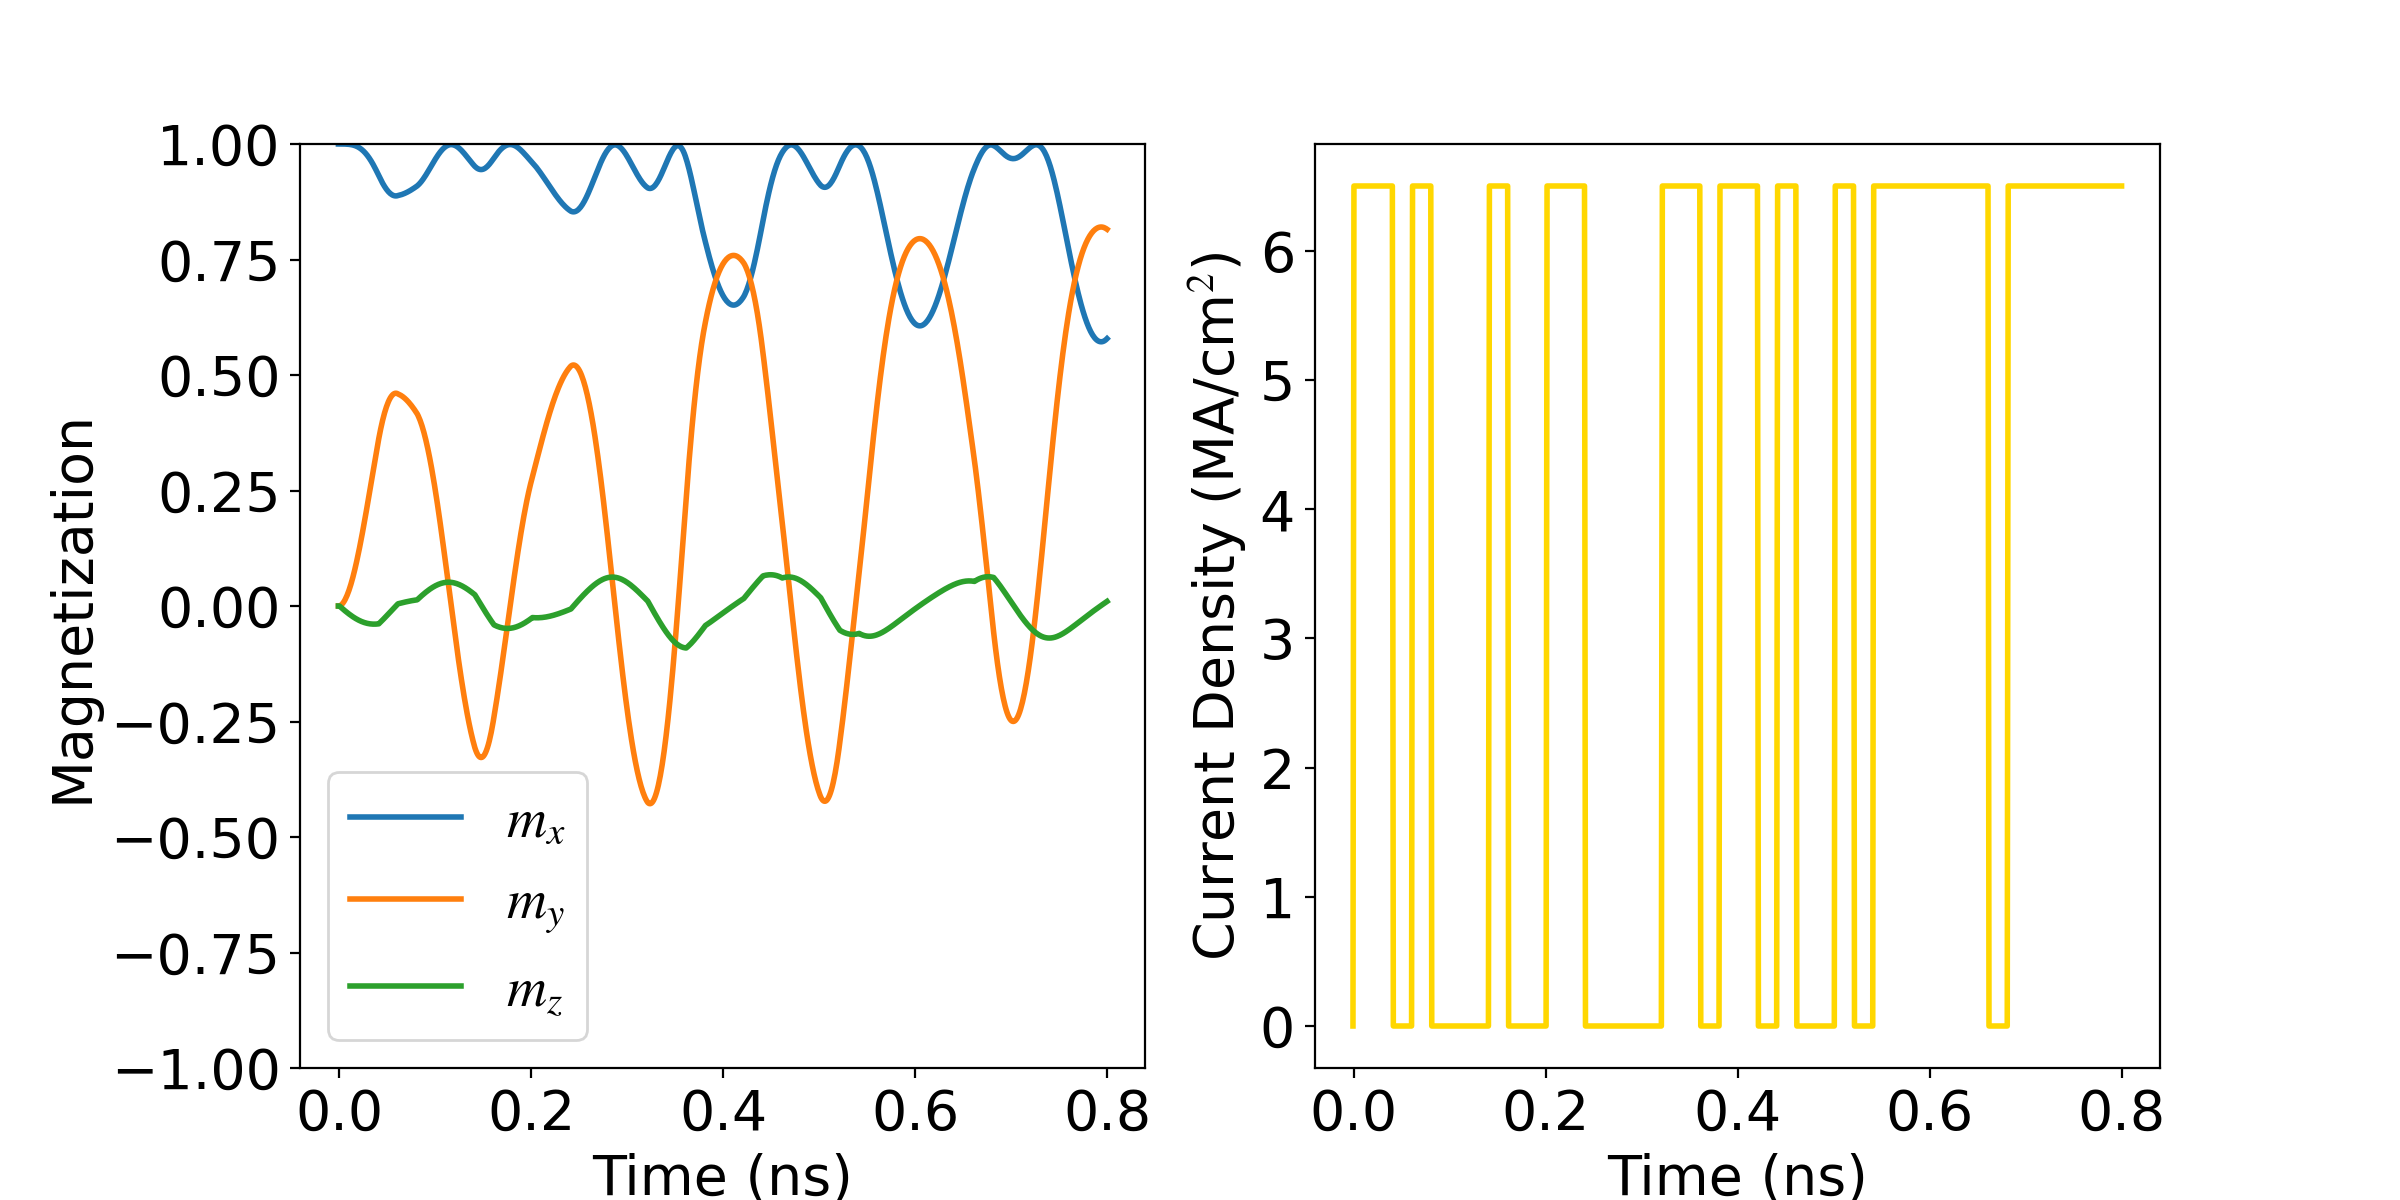 1.00
0.75
0.50
0.25
0.00
−0.25
−0.50
−0.75
−1.00
Magnetization
m_x
m_y
m_z
0.0 0.2 0.4 0.6 0.8
Time (ns)
6
5
4
3
2
1
0
Current Density (MA/cm²)
0.0 0.2 0.4 0.6 0.8
Time (ns)